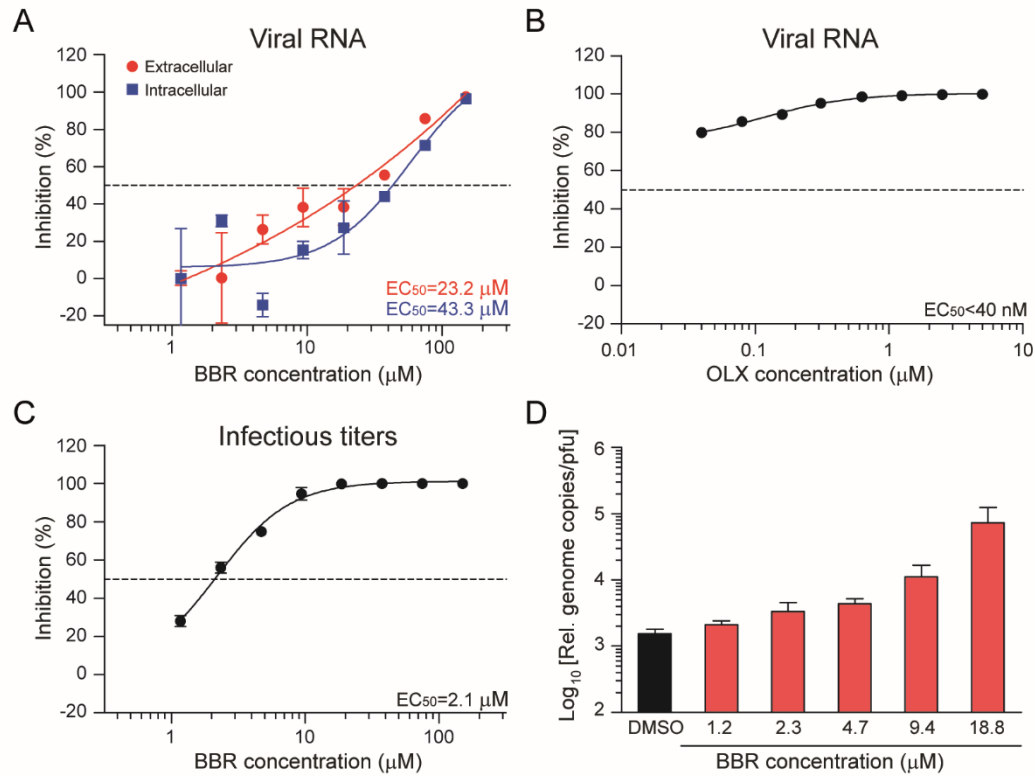 A
Viral RNA
Extracellular
Intracellular
Inhibition (%)
120
100
80
60
40
20
0
-20
EC50=23.2 μM
EC50=43.3 μM
1 10 100
BBR concentration (μM)
B
Viral RNA
Inhibition (%)
120
100
80
60
40
20
0
-20
EC50<40 nM
0.01 0.1 1 10
OLX concentration (μM)
C
Infectious titers
Inhibition (%)
120
100
80
60
40
20
0
-20
EC50=2.1 μM
1 10 100
BBR concentration (μM)
D
Log10 [Rel. genome copies/pfu]
6
5
4
3
2
DMSO 1.2 2.3 4.7 9.4 18.8
BBR concentration (μM)